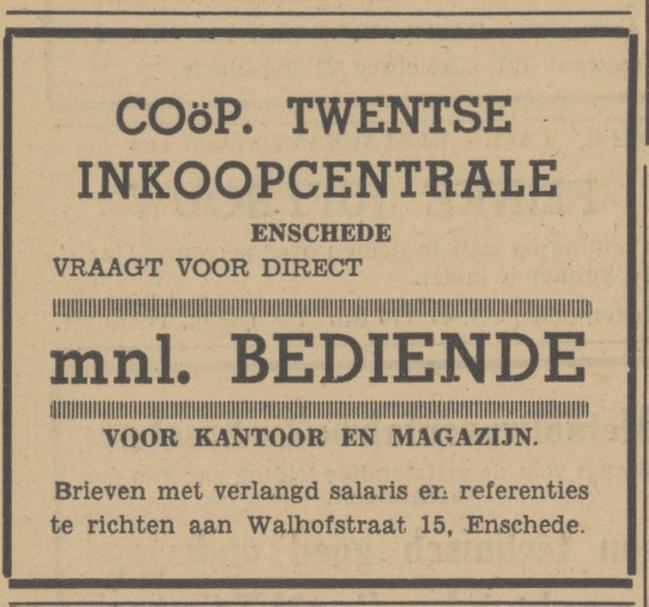 COöP. TWENTSE
INKOOPCENTRALE
ENSCHEDE
VRAAGT VOOR DIRECT
mnl. BEDIENDE
VOOR KANTOOR EN MAGAZIJN.
Brieven met verlangd salaris en referenties
te richten aan Walhofstraat 15, Enschede.